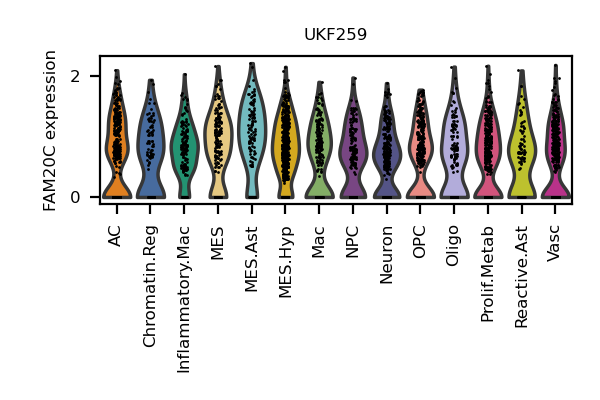 UKF259
FAM20C expression
2
0
AC
Chromatin.Reg
Inflammatory.Mac
MES
MES.Ast
MES.Hyp
Mac
NPC
Neuron
OPC
Oligo
Prolif.Metab
Reactive.Ast
Vasc